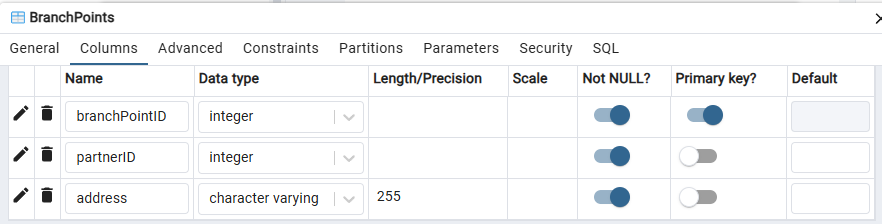 BranchPoints
General Columns Advanced Constraints Partitions Parameters Security SQL
Name Data type Length/Precision Scale Not NULL? Primary key? Default
branchPointID integer
partnerID integer
address character varying 255